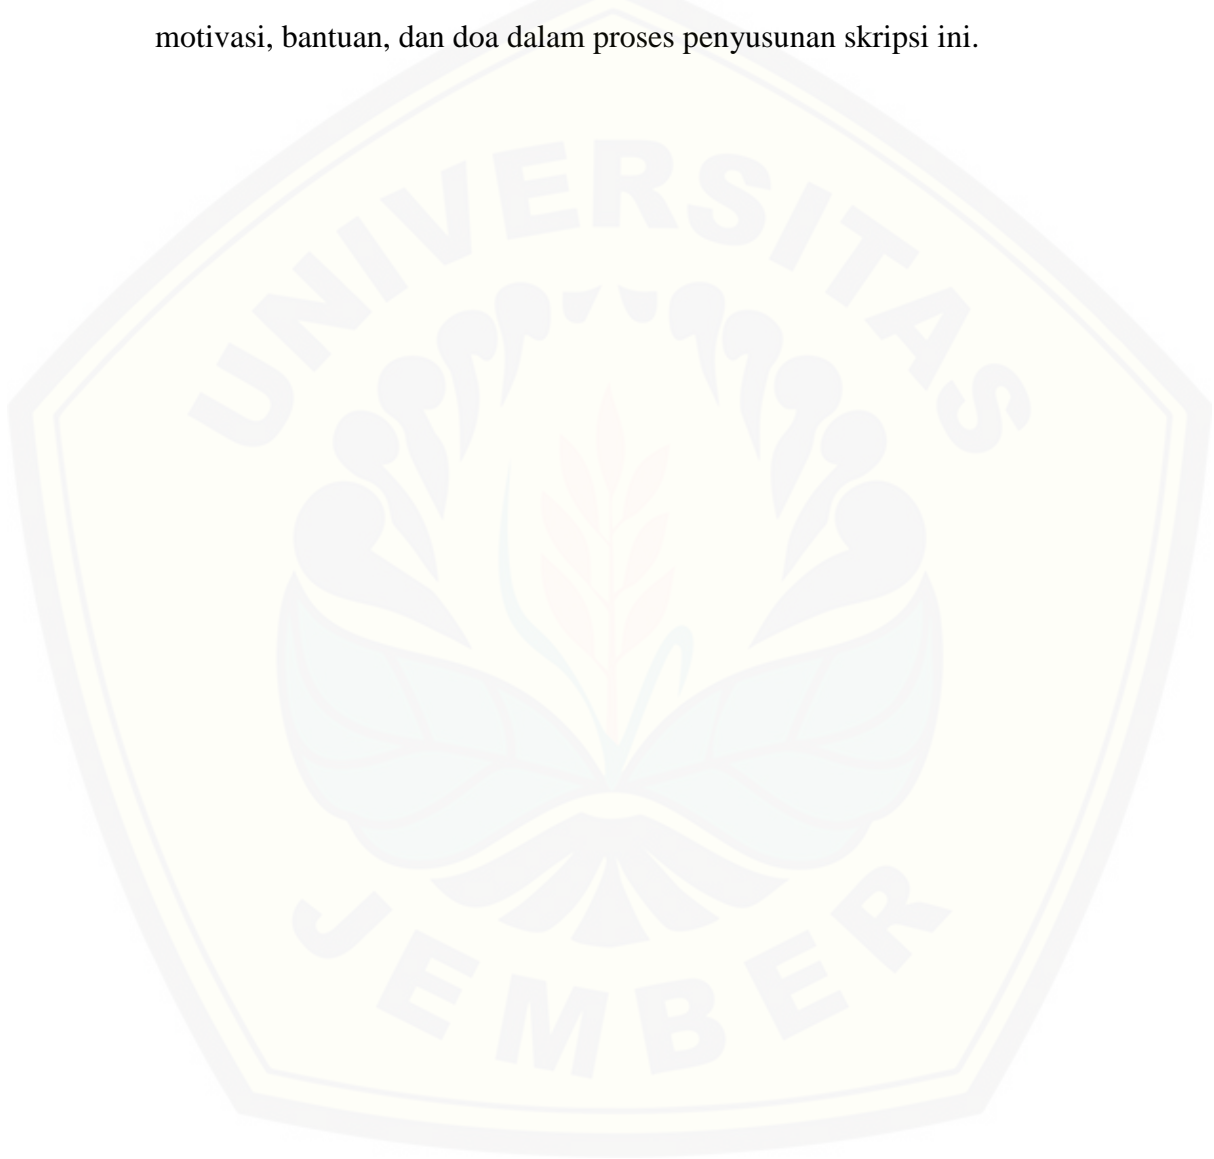 motivasi, bantuan, dan doa dalam proses penyusunan skripsi ini.
UNIVERSITAS
JEMBER